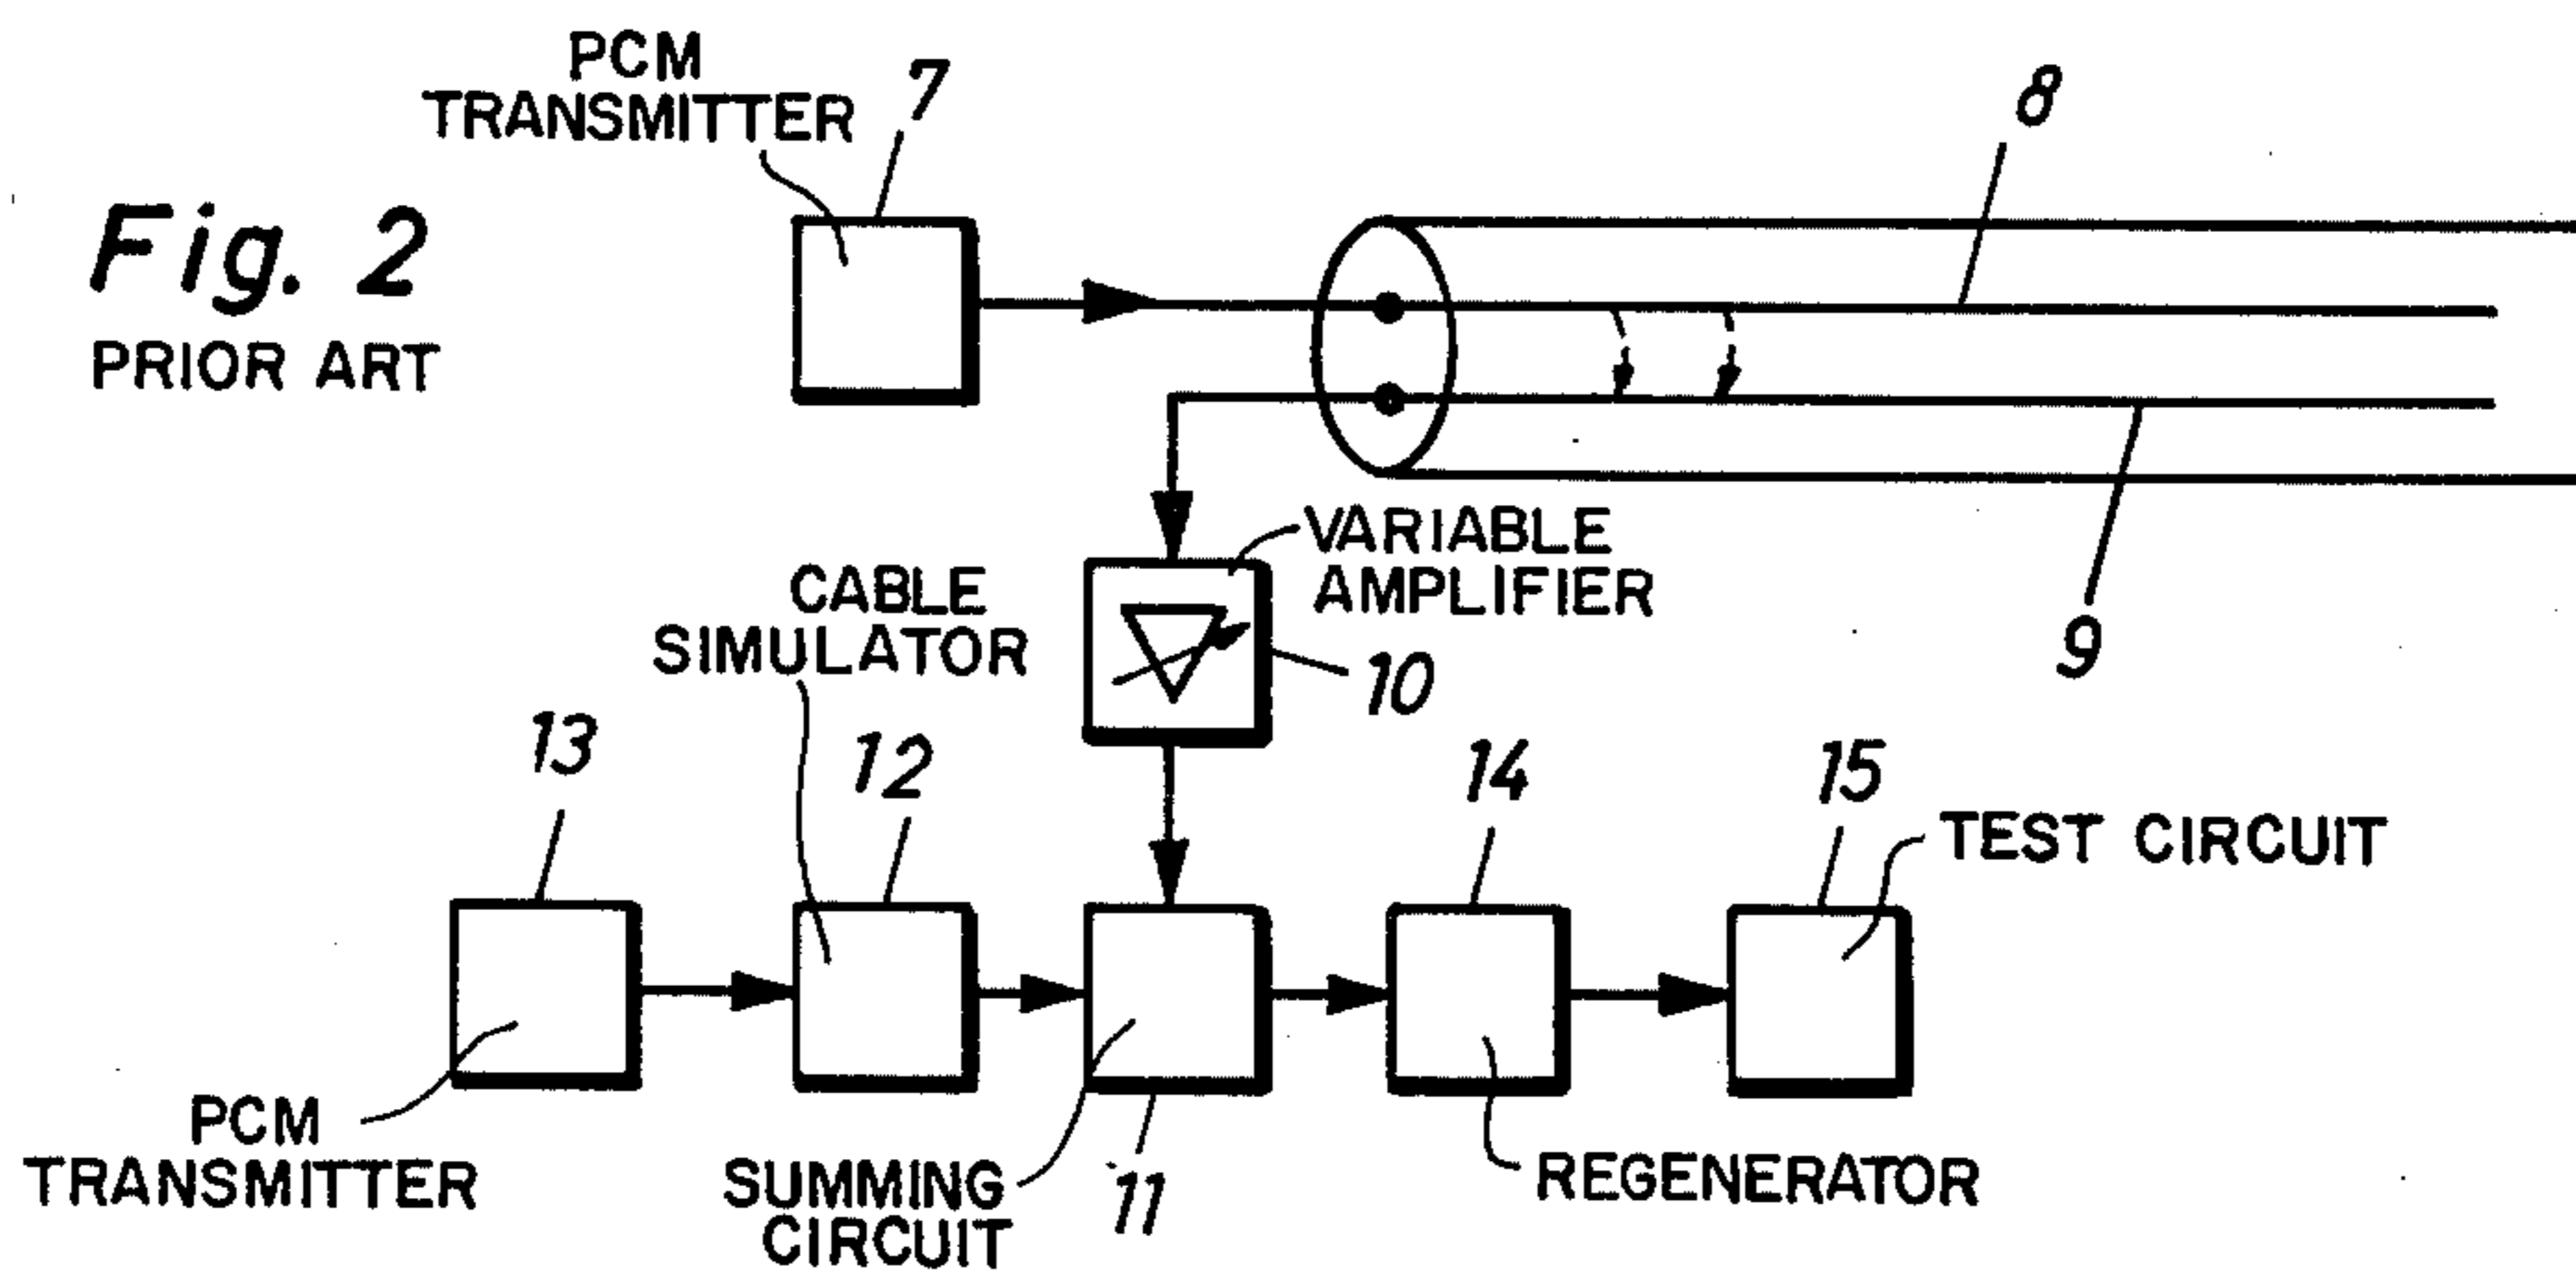 PCM
TRANSMITTER
7
8
Fig. 2
PRIOR ART
VARIABLE
AMPLIFIER
10
9
CABLE
SIMULATOR
13
12
14
15
TEST CIRCUIT
PCM
TRANSMITTER
SUMMING
CIRCUIT
11
REGENERATOR